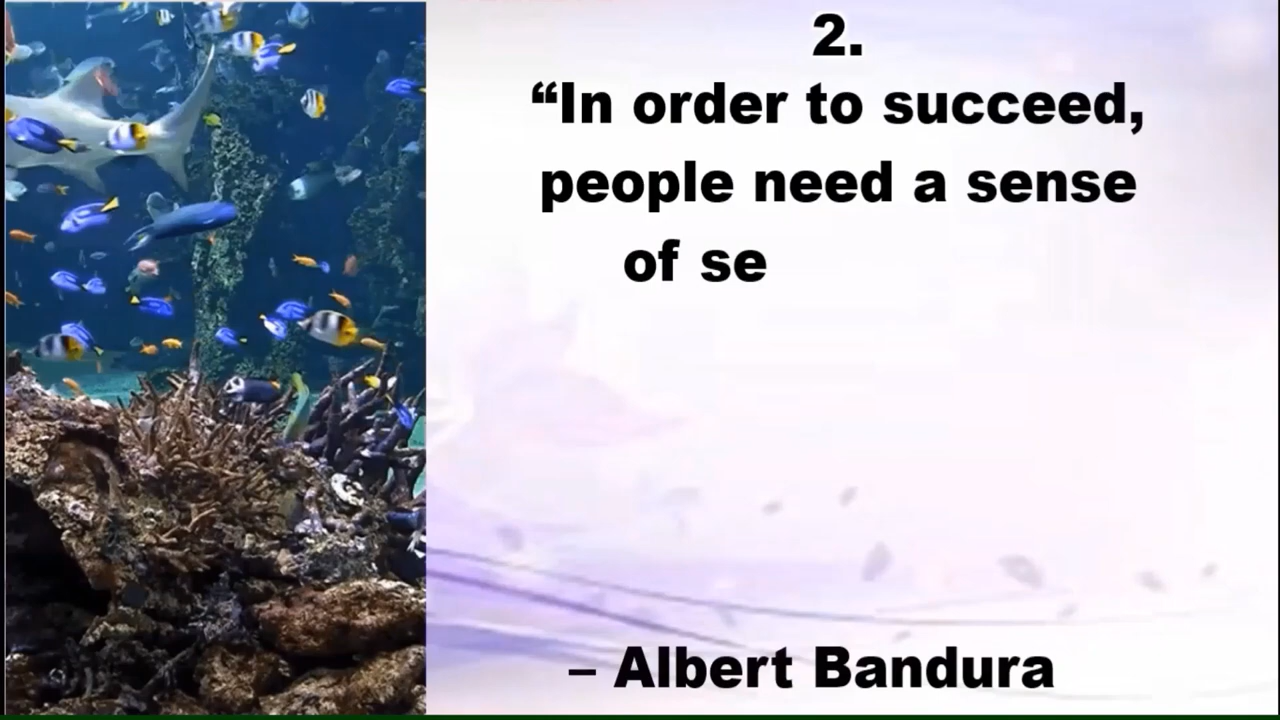 2.
“In order to succeed,
people need a sense
of se
– Albert Bandura